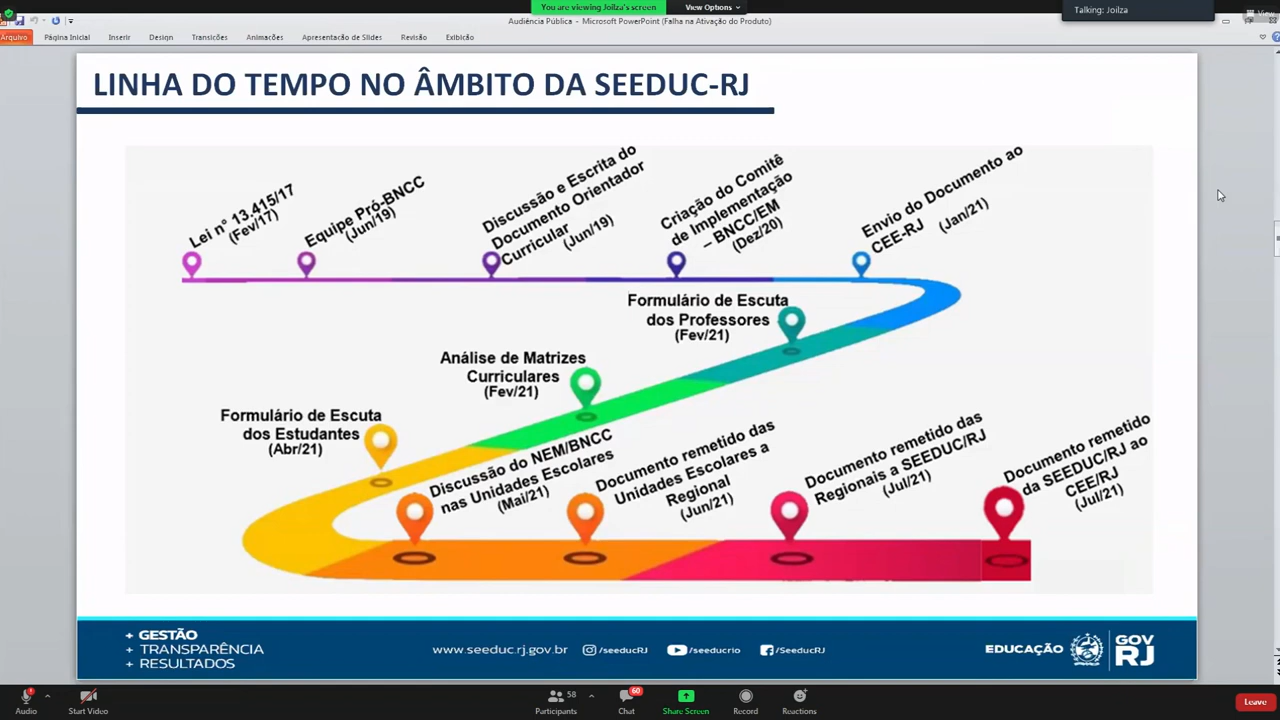 You are viewing Joilza's screen
View Options
Talking: Joilza
View
Audiência Pública - Microsoft PowerPoint (Falha na Ativação do Produto)
Arquivo
Página Inicial
Inserir
Design
Transições
Animações
Apresentação de Slides
Revisão
Exibição
LINHA DO TEMPO NO ÂMBITO DA SEEDUC-RJ
Lei n° 13.415/17
(Fev/17)
Equipe Pró-BNCC
(Jun/19)
Discussão e Escrita do
Documento Orientador
Curricular
(Jun/19)
Criação do Comitê
de Implementação
– BNCC/EM
(Dez/20)
Envio do Documento ao
CEE-RJ (Jan/21)
Formulário de Escuta
dos Professores
(Fev/21)
Análise de Matrizes
Curriculares
(Fev/21)
Formulário de Escuta
dos Estudantes
(Abr/21)
Discussão do NEM/BNCC
nas Unidades Escolares
(Mai/21)
Documento remetido das
Unidades Escolares a
Regional
(Jun/21)
Documento remetido das
Regionais a SEEDUC/RJ
(Jul/21)
Documento remetido
da SEEDUC/RJ ao
CEE/RJ
(Jul/21)
+ GESTÃO
+ TRANSPARÊNCIA
+ RESULTADOS
www.seeduc.rj.gov.br
/seeducRJ
/seeducrio
/SeeducRJ
EDUCAÇÃO
GOV
RJ
Audio
Start Video
58
Participants
60
Chat
Share Screen
Record
Reactions
Leave